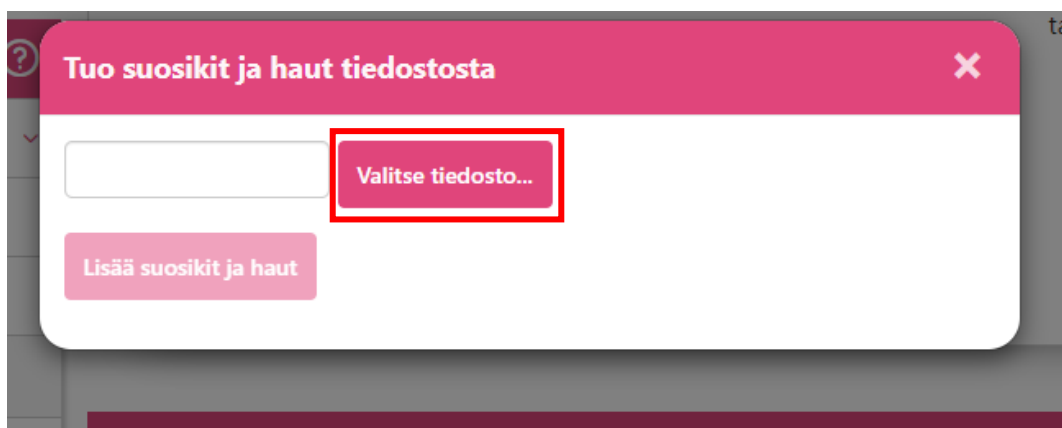 Tuo suosikit ja haut tiedostosta
Valitse tiedosto...
Lisää suosikit ja haut